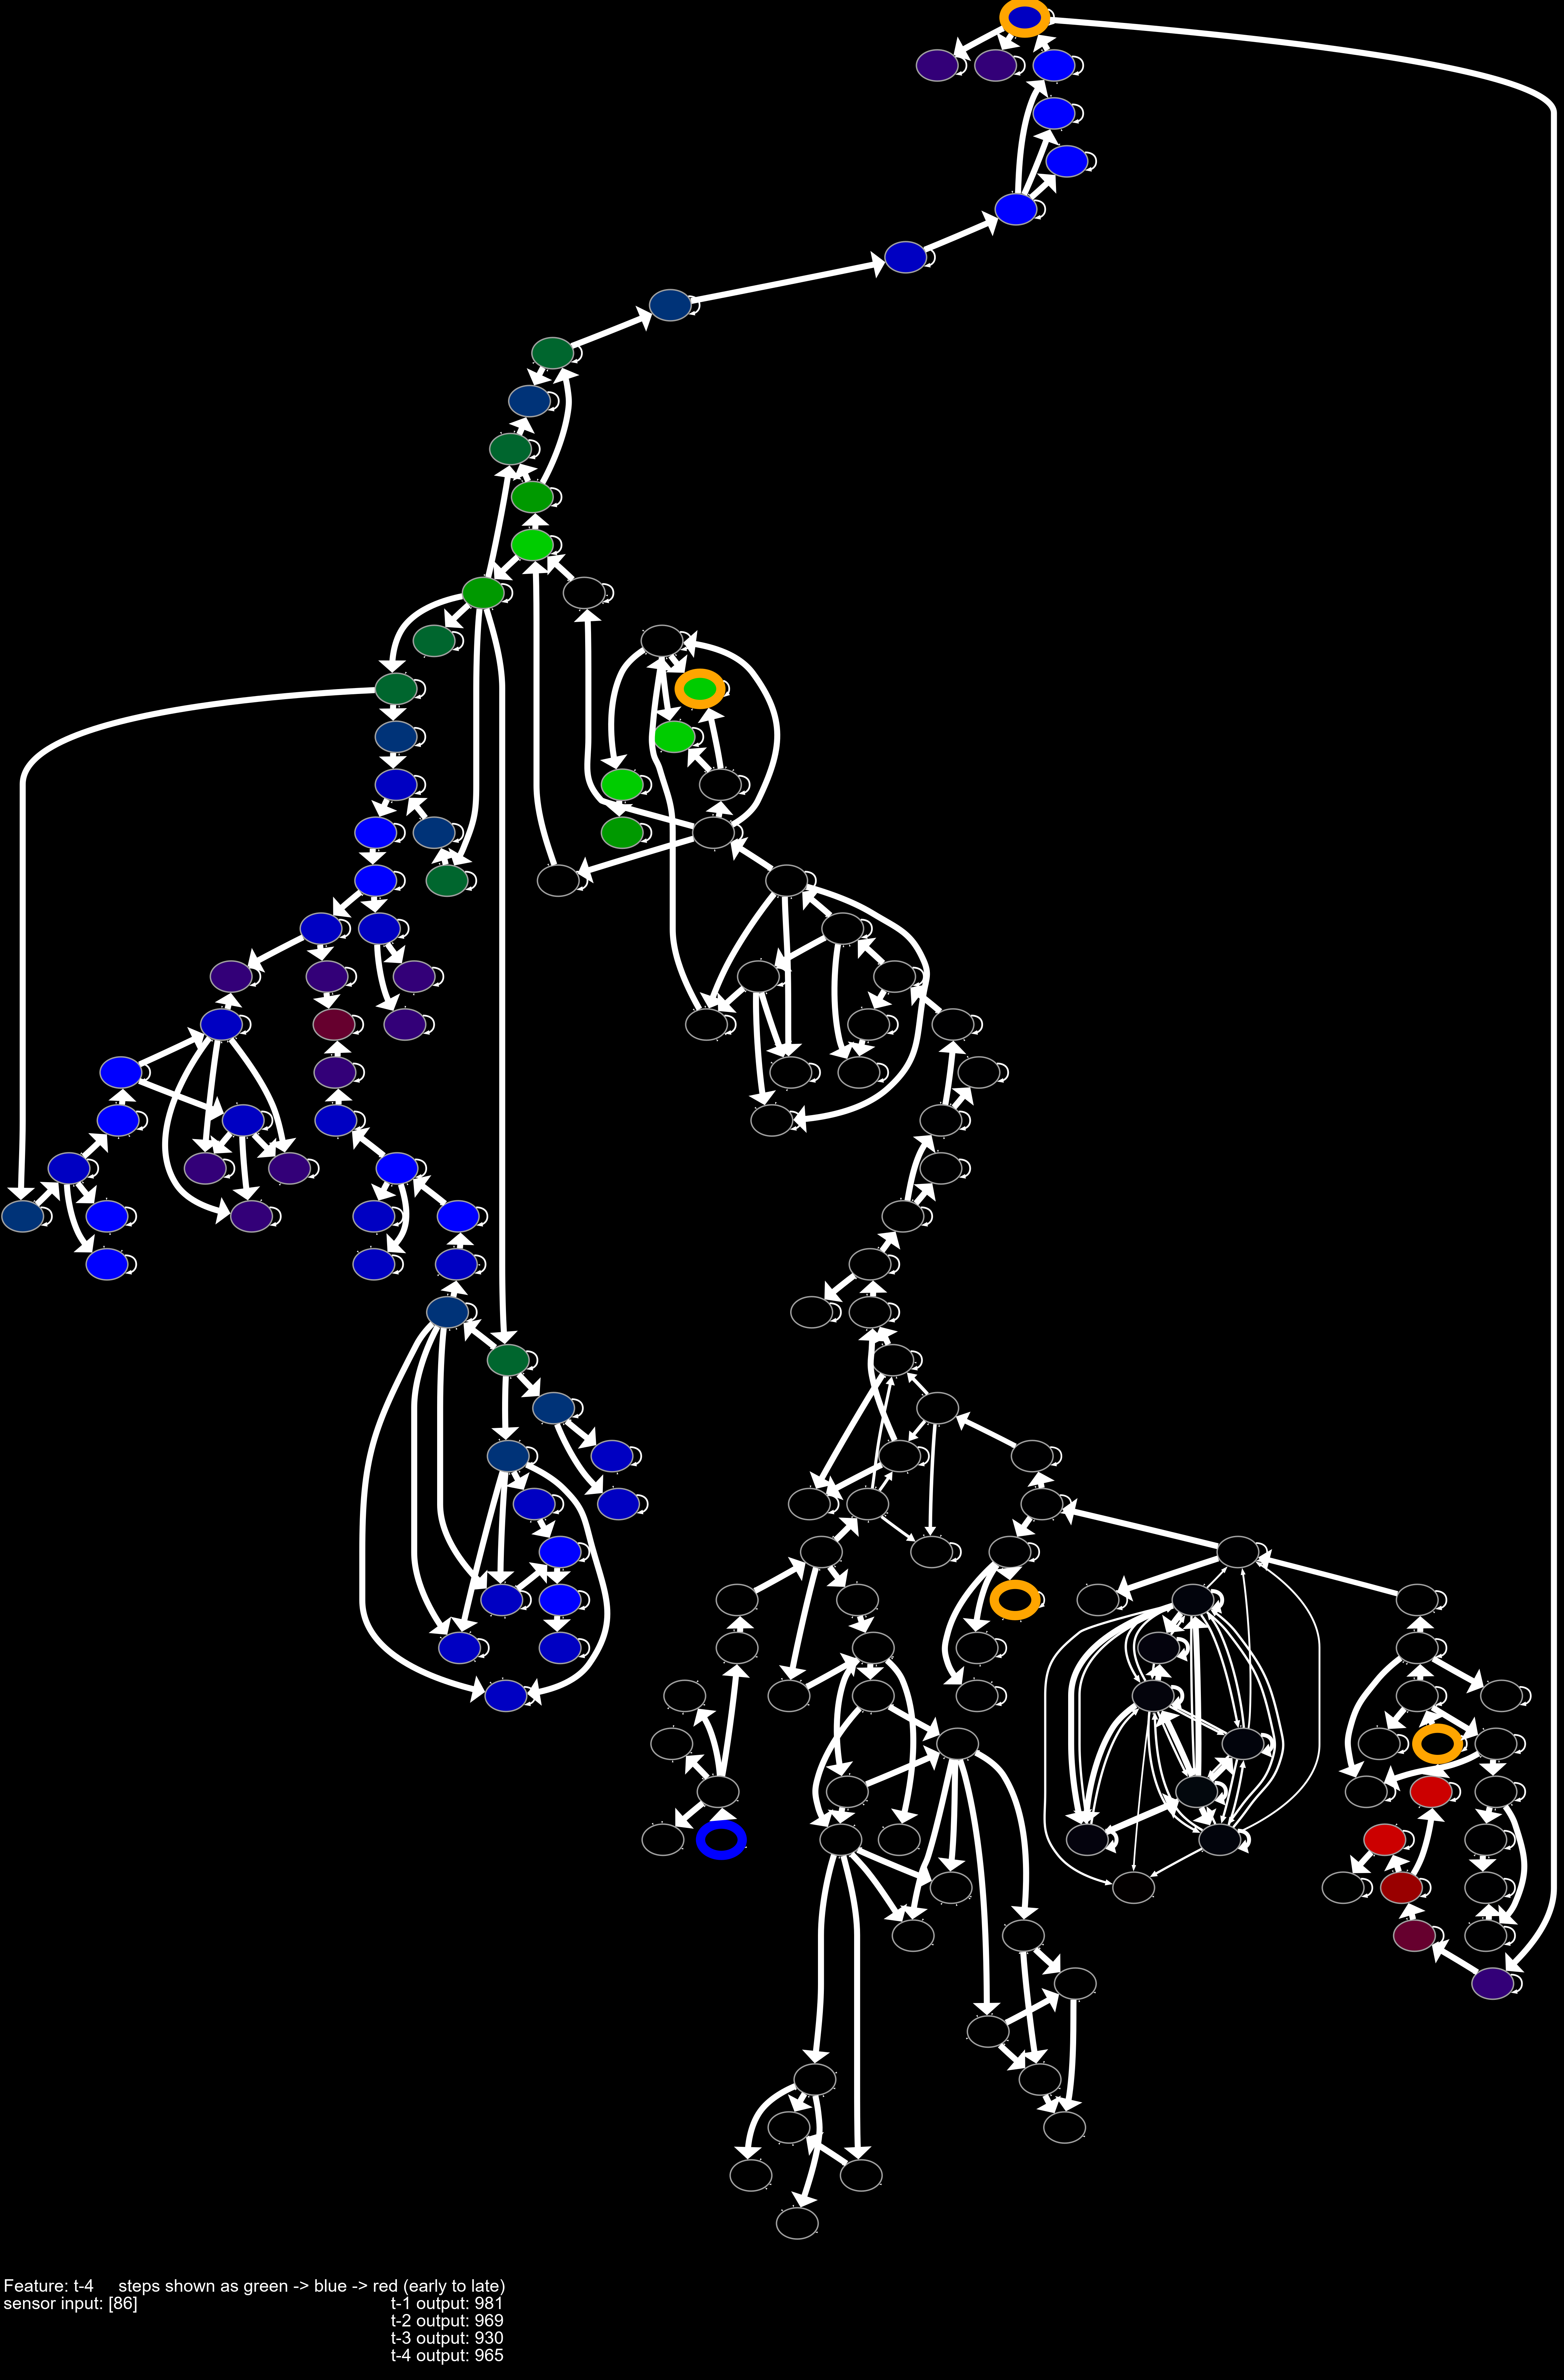 Feature: t-4     steps shown as green -> blue -> red (early to late)
sensor input: [86]     t-1 output: 981
t-2 output: 969
t-3 output: 930
t-4 output: 965